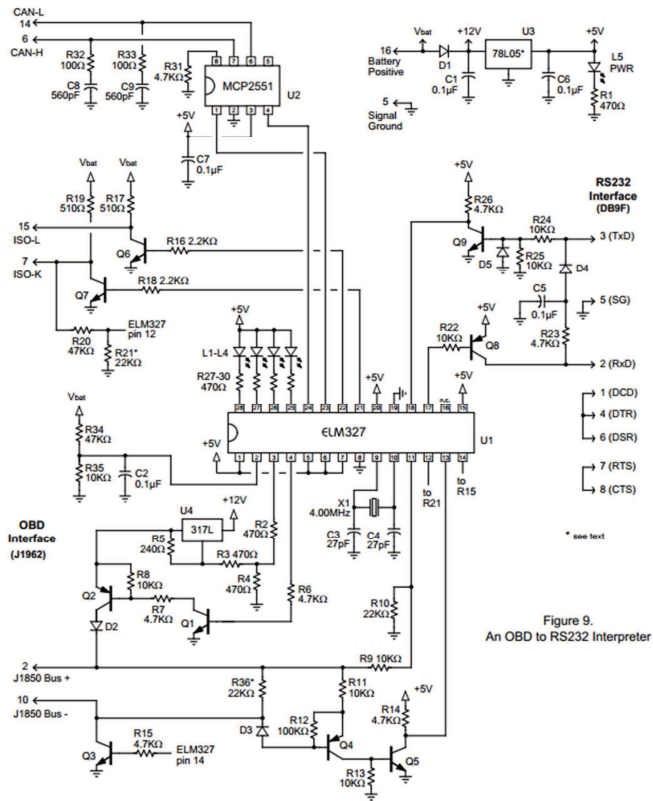 CAN-L
14
6
CAN-H
R32
100Ω
R33
100Ω
C8
560pF
C9
560pF
R31
4.7KΩ
8 7 6 5
MCP2551
U2
1 2 3 4
+5V
C7
0.1µF
Vbat
+12V
U3
+5V
16
Battery
Positive
D1
78L05*
C1
0.1µF
C6
0.1µF
L5
PWR
R1
470Ω
5
Signal
Ground
Vbat
Vbat
R19
510Ω
R17
510Ω
15
ISO-L
7
ISO-K
Q6
R16 2.2KΩ
Q7
R18 2.2KΩ
R20
47KΩ
ELM327
pin 12
R21*
22KΩ
+5V
R26
4.7KΩ
RS232
Interface
(DB9F)
Q9
R24
10KΩ
3 (TxD)
D5
R25
10KΩ
D4
C5
0.1µF
5 (SG)
R22
10KΩ
+5V
Q8
R23
4.7KΩ
2 (RxD)
1 (DCD)
4 (DTR)
6 (DSR)
7 (RTS)
8 (CTS)
* see text
+5V
L1-L4
R27-30
470Ω
+5V
n.c.
+5V
28 27 26 25 24 23 22 21 20 19 18 17 16 15
ELM327
U1
1 2 3 4 5 6 7 8 9 10 11 12 13 14
+5V
Vbat
R34
47KΩ
R35
10KΩ
C2
0.1µF
X1
4.00MHz
C3
27pF
C4
27pF
to
R21
to
R15
OBD
Interface
(J1962)
U4
+12V
317L
R5
240Ω
R2
470Ω
R3 470Ω
R4
470Ω
R6
4.7KΩ
Q2
R8
10KΩ
R7
4.7KΩ
Q1
D2
R10
22KΩ
Figure 9.
An OBD to RS232 Interpreter
2
J1850 Bus +
R9 10KΩ
10
J1850 Bus -
R36*
22KΩ
R11
10KΩ
+5V
R14
4.7KΩ
D3
R12
100KΩ
Q4
R15
4.7KΩ
ELM327
pin 14
Q3
R13
10KΩ
Q5